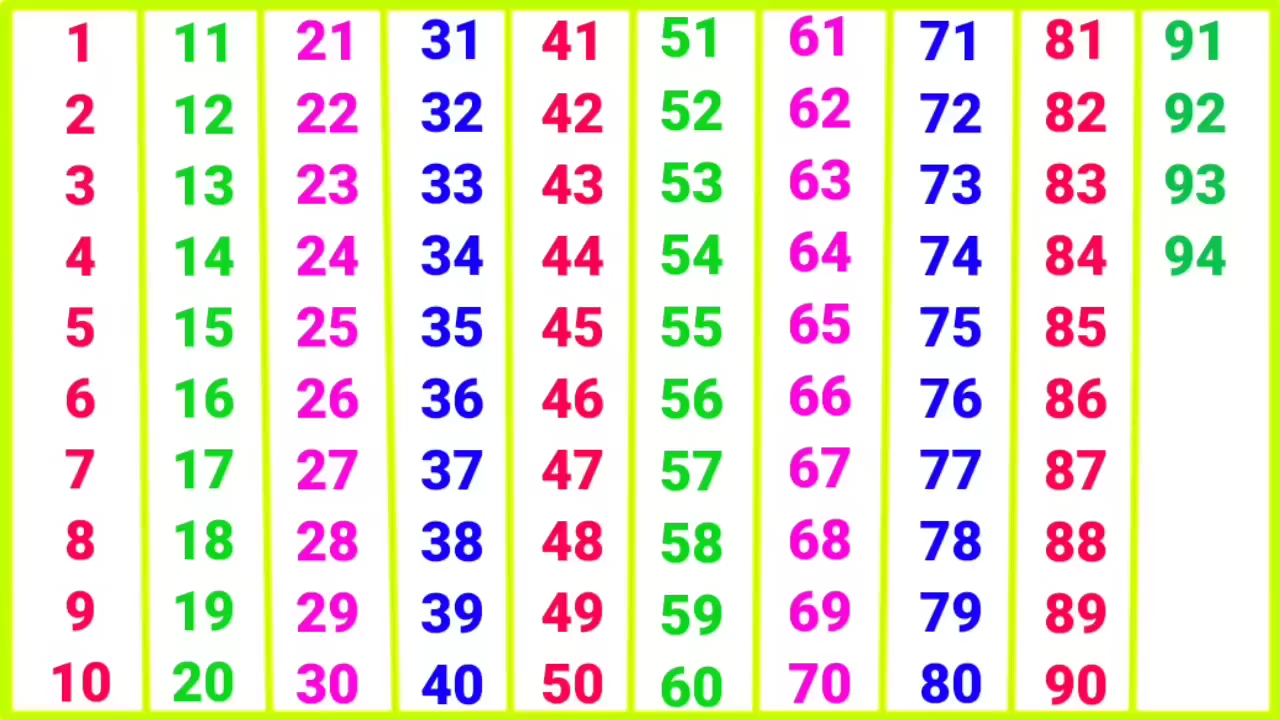 1 11 21 31 41 51 61 71 81 91
2 12 22 32 42 52 62 72 82 92
3 13 23 33 43 53 63 73 83 93
4 14 24 34 44 54 64 74 84 94
5 15 25 35 45 55 65 75 85
6 16 26 36 46 56 66 76 86
7 17 27 37 47 57 67 77 87
8 18 28 38 48 58 68 78 88
9 19 29 39 49 59 69 79 89
10 20 30 40 50 60 70 80 90